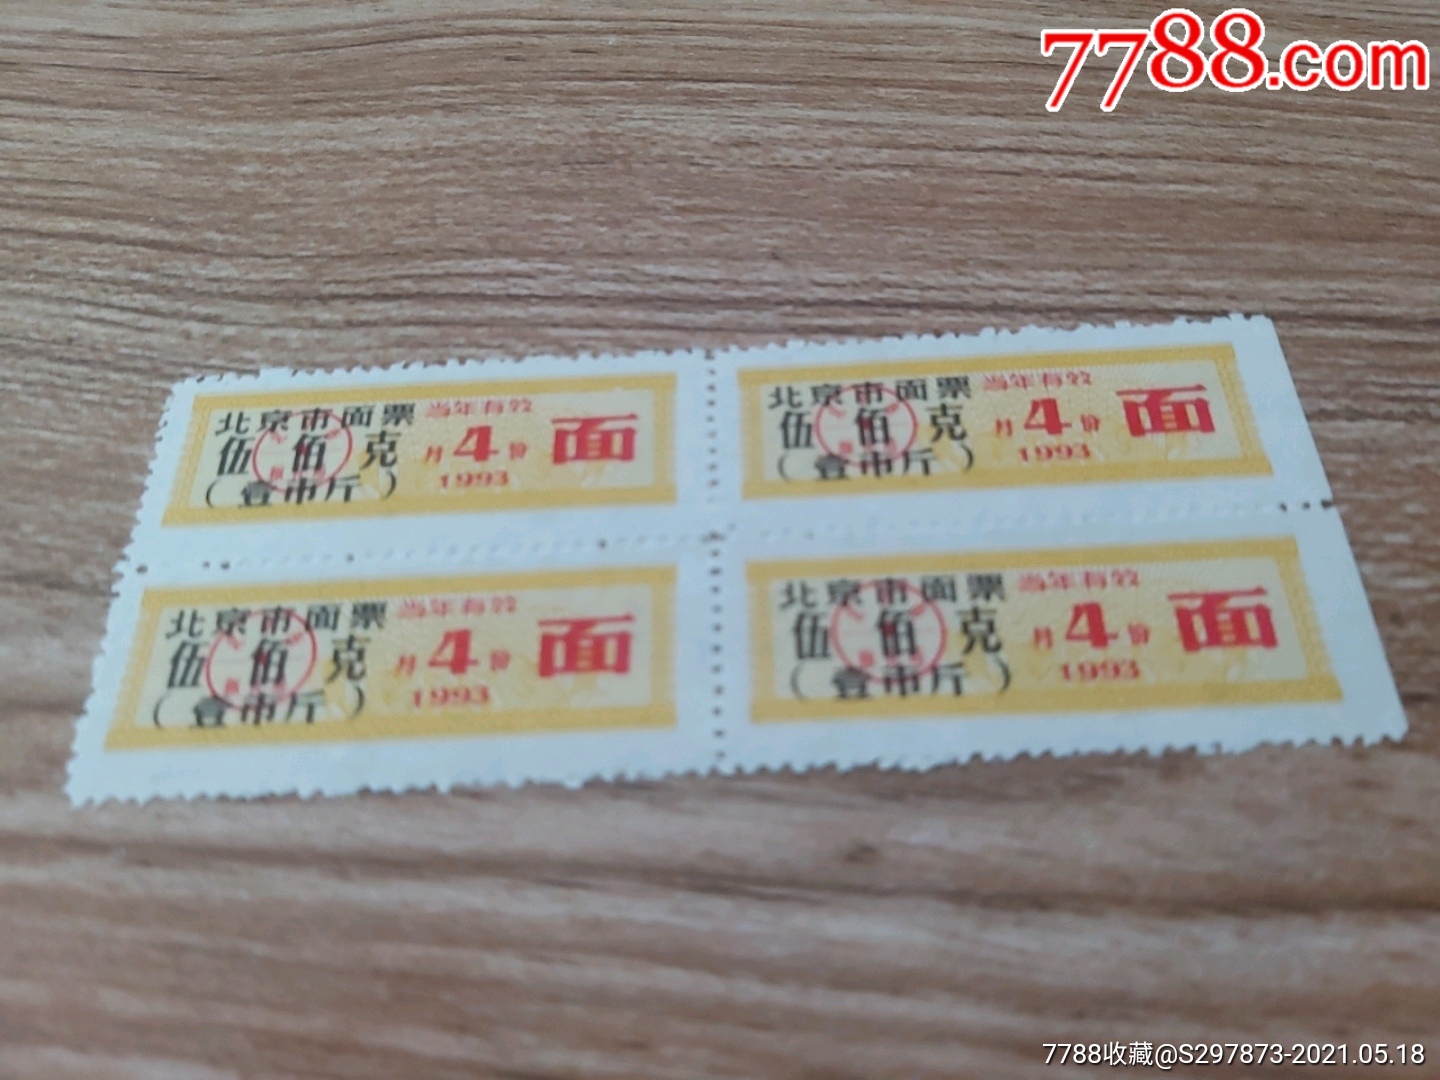 7788.com
北京市面票 当年有效
伍佰克 4月份 面
(壹市斤) 1993
北京市面票 当年有效
伍佰克 4月份 面
(壹市斤) 1993
北京市面票 当年有效
伍佰克 4月份 面
(壹市斤) 1993
北京市面票 当年有效
伍佰克 4月份 面
(壹市斤) 1993
7788收藏@S297873-2021.05.18